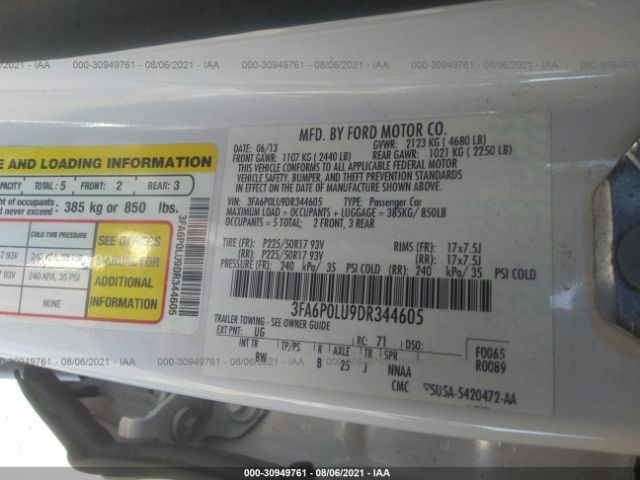 000-30949761 - 08/06/2021 - IAA
000-30949761 - 08/06/2021 - IAA
6/2021 - IAA
E AND LOADING INFORMATION
APACITY TOTAL: 5 FRONT: 2 REAR: 3
occupants
d never exceed: 385 kg or 850 lbs.
COLD TIRE PRESSURE
17 93V 240 KPA, 35 PSI
17 93V 240 KPA, 35 PSI
NONE
SEE OWNERS
MANUAL FOR
ADDITIONAL
INFORMATION
3FA6P0LU9DR344605
MFD. BY FORD MOTOR CO.
DATE: 06/13 GVWR: 2123 KG ( 4680 LB)
FRONT GAWR: 1107 KG ( 2440 LB) REAR GAWR: 1021 KG ( 2250 LB)
THIS VEHICLE CONFORMS TO ALL APPLICABLE FEDERAL MOTOR
VEHICLE SAFETY, BUMPER, AND THEFT PREVENTION STANDARDS
IN EFFECT ON THE DATE OF MANUFACTURE SHOWN ABOVE.
VIN: 3FA6P0LU9DR344605 TYPE: Passenger Car
MAXIMUM LOAD = OCCUPANTS + LUGGAGE = 385KG/ 850LB
OCCUPANTS = 5 TOTAL; 2 FRONT, 3 REAR
TIRE (FR): P225/50R17 93V RIMS (FR): 17x7.5J
(RR): P225/50R17 93V (RR): 17x7.5J
PRESSURE (FR): 240 kPa/ 35 PSI COLD (RR): 240 kPa/35 PSI COLD
3FA6P0LU9DR344605
TRAILER TOWING - SEE OWNER GUIDE
EXT PNT: UG RC: 71 DSO: F0065
INT TR TP/PS R AXLE TR SPR R0089
BW B 25 J NNAA
CMC 5USA-5420472-AA
000-30949761 - 08/06/2021 - IAA
000-30949761 - 08/06/2021 - IAA
6/2021 - IAA
000-30949761 - 08/06/2021 - IAA